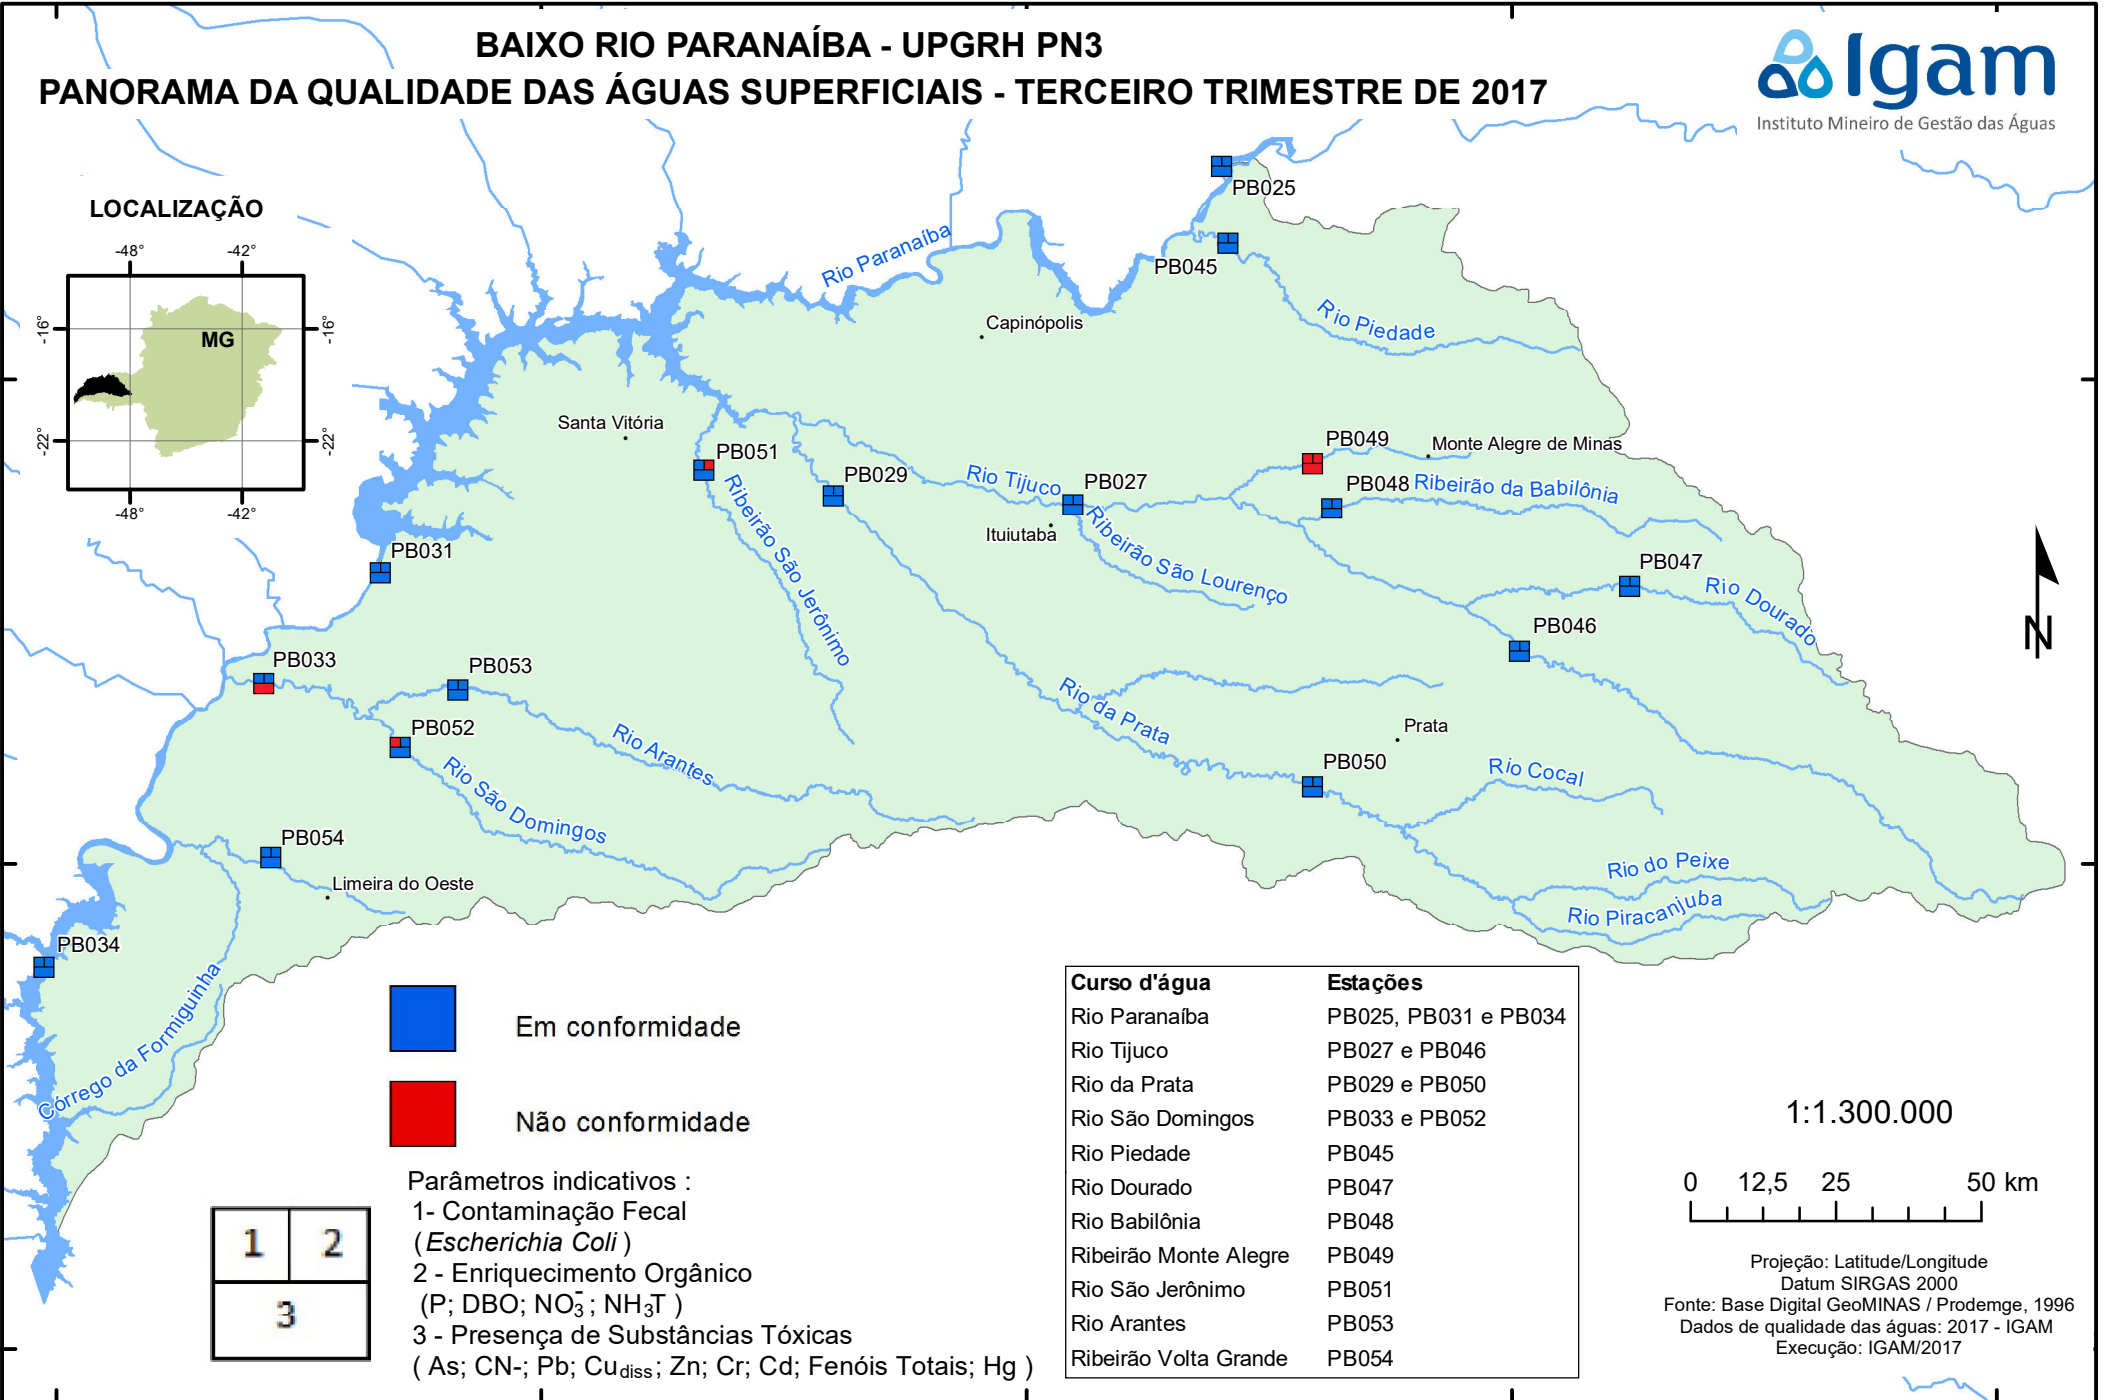 BAIXO RIO PARANAÍBA - UPGRH PN3
PANORAMA DA QUALIDADE DAS ÁGUAS SUPERFICIAIS - TERCEIRO TRIMESTRE DE 2017
Igam
Instituto Mineiro de Gestão das Águas
LOCALIZAÇÃO
-48° -42°
-16° MG -16°
-22° -22°
-48° -42°
PB025
Rio Paranaíba
PB045
Rio Piedade
Capinópolis
Santa Vitória
PB051
PB029
Rio Tijuco
PB027
PB049
Monte Alegre de Minas
PB048
Ribeirão da Babilônia
Ituiutaba
Ribeirão São Lourenço
Ribeirão São Jerônimo
PB031
PB047
Rio Dourado
PB046
N
PB033
PB053
PB052
Rio Arantes
Rio da Prata
Prata
PB050
Rio Cocal
Rio São Domingos
PB054
Limeira do Oeste
Rio do Peixe
Rio Piracanjuba
PB034
Córrego da Formiguinha
Em conformidade
Não conformidade
Parâmetros indicativos :
1- Contaminação Fecal
(Escherichia Coli )
2 - Enriquecimento Orgânico
(P; DBO; NO₃⁻; NH₃T )
3 - Presença de Substâncias Tóxicas
( As; CN-; Pb; Cu diss; Zn; Cr; Cd; Fenóis Totais; Hg )
1 2
3
Curso d'água Estações
Rio Paranaíba PB025, PB031 e PB034
Rio Tijuco PB027 e PB046
Rio da Prata PB029 e PB050
Rio São Domingos PB033 e PB052
Rio Piedade PB045
Rio Dourado PB047
Rio Babilônia PB048
Ribeirão Monte Alegre PB049
Rio São Jerônimo PB051
Rio Arantes PB053
Ribeirão Volta Grande PB054
1:1.300.000
0 12,5 25 50 km
Projeção: Latitude/Longitude
Datum SIRGAS 2000
Fonte: Base Digital GeoMINAS / Prodemge, 1996
Dados de qualidade das águas: 2017 - IGAM
Execução: IGAM/2017